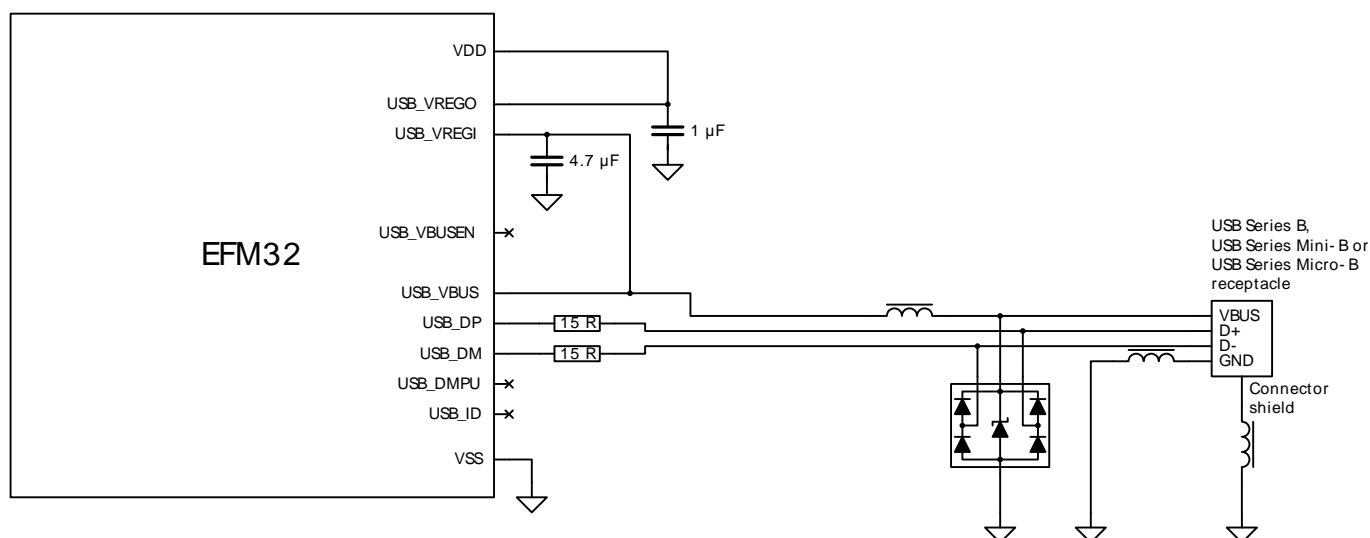 VDD
USB_VREGO
USB_VREGI
1 µF
4.7 µF
USB_VBUSEN
EFM32
USB Series B,
USB Series Mini-B or
USB Series Micro-B
receptacle
USB_VBUS
USB_DP
15 R
USB_DM
15 R
USB_DMPU
USB_ID
VSS
VBUS
D+
D-
GND
Connector
shield